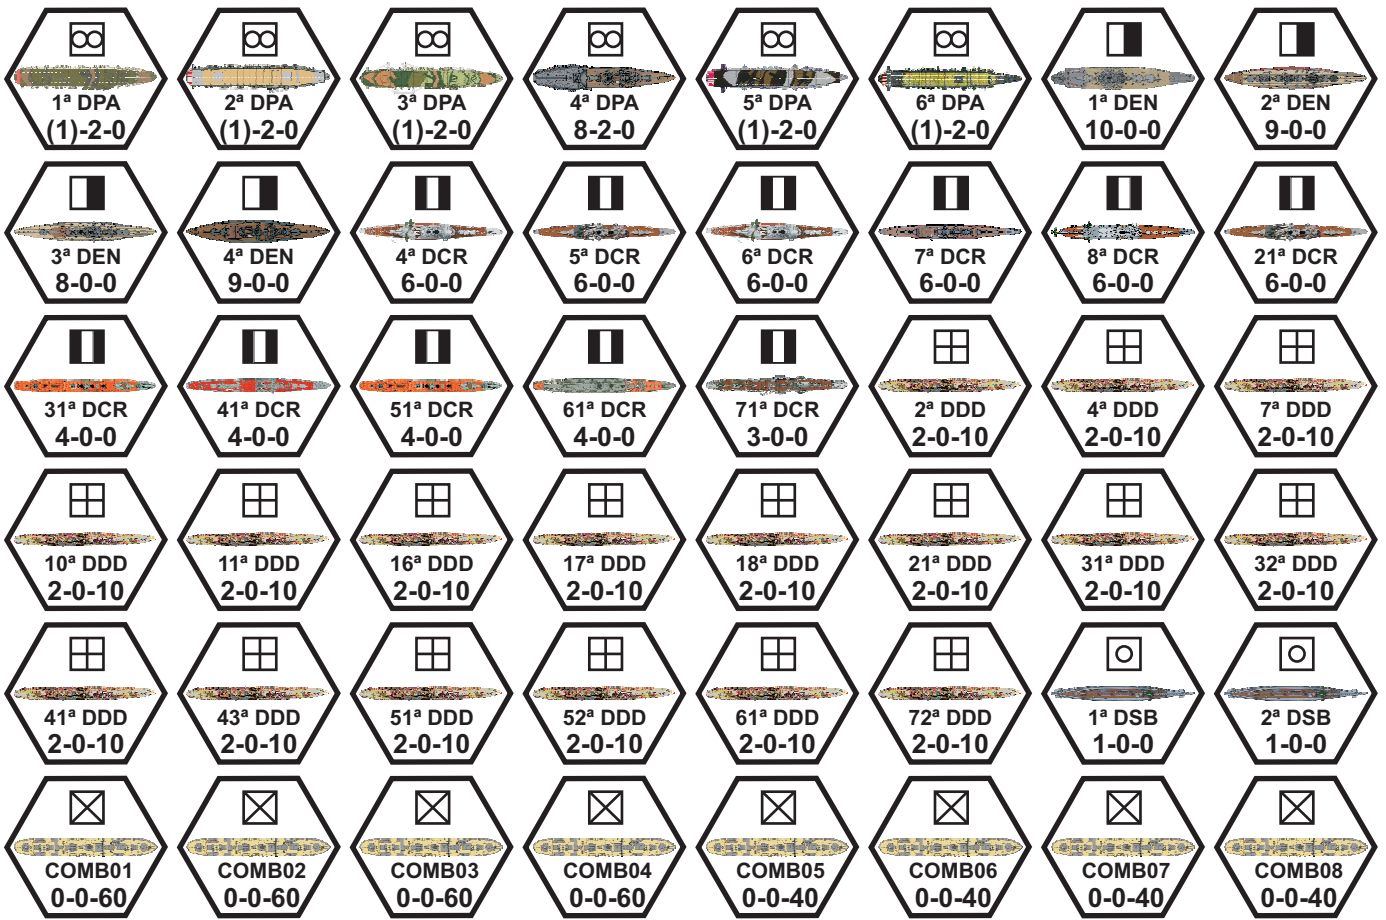 1ª DPA
(1)-2-0
2ª DPA
(1)-2-0
3ª DPA
(1)-2-0
4ª DPA
8-2-0
5ª DPA
(1)-2-0
6ª DPA
(1)-2-0
1ª DEN
10-0-0
2ª DEN
9-0-0
3ª DEN
8-0-0
4ª DEN
9-0-0
4ª DCR
6-0-0
5ª DCR
6-0-0
6ª DCR
6-0-0
7ª DCR
6-0-0
8ª DCR
6-0-0
21ª DCR
6-0-0
31ª DCR
4-0-0
41ª DCR
4-0-0
51ª DCR
4-0-0
61ª DCR
4-0-0
71ª DCR
3-0-0
2ª DDD
2-0-10
4ª DDD
2-0-10
7ª DDD
2-0-10
10ª DDD
2-0-10
11ª DDD
2-0-10
16ª DDD
2-0-10
17ª DDD
2-0-10
18ª DDD
2-0-10
21ª DDD
2-0-10
31ª DDD
2-0-10
32ª DDD
2-0-10
41ª DDD
2-0-10
43ª DDD
2-0-10
51ª DDD
2-0-10
52ª DDD
2-0-10
61ª DDD
2-0-10
72ª DDD
2-0-10
1ª DSB
1-0-0
2ª DSB
1-0-0
COMB01
0-0-60
COMB02
0-0-60
COMB03
0-0-60
COMB04
0-0-60
COMB05
0-0-40
COMB06
0-0-40
COMB07
0-0-40
COMB08
0-0-40